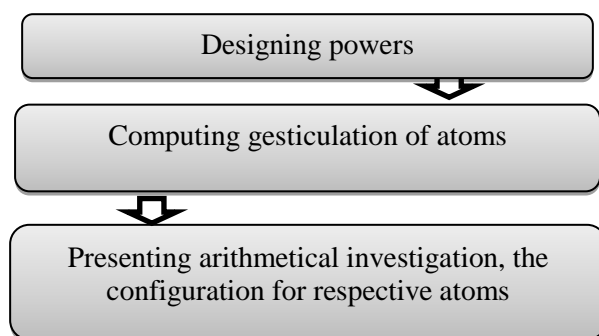 Designing powers
Computing gesticulation of atoms
Presenting arithmetical investigation, the
configuration for respective atoms